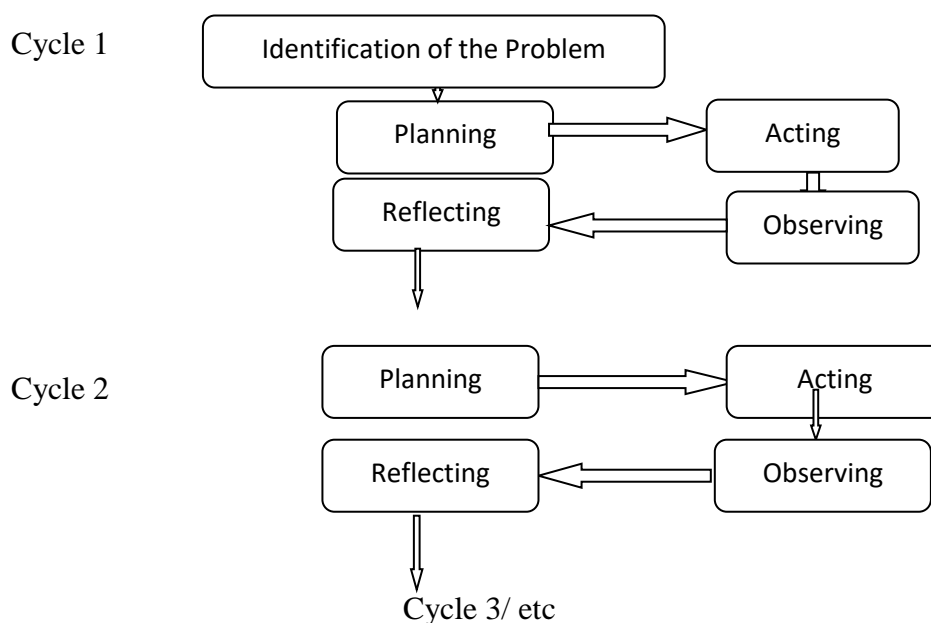 Cycle 1
Identification of the Problem
Planning
Acting
Reflecting
Observing
Cycle 2
Planning
Acting
Reflecting
Observing
Cycle 3/ etc